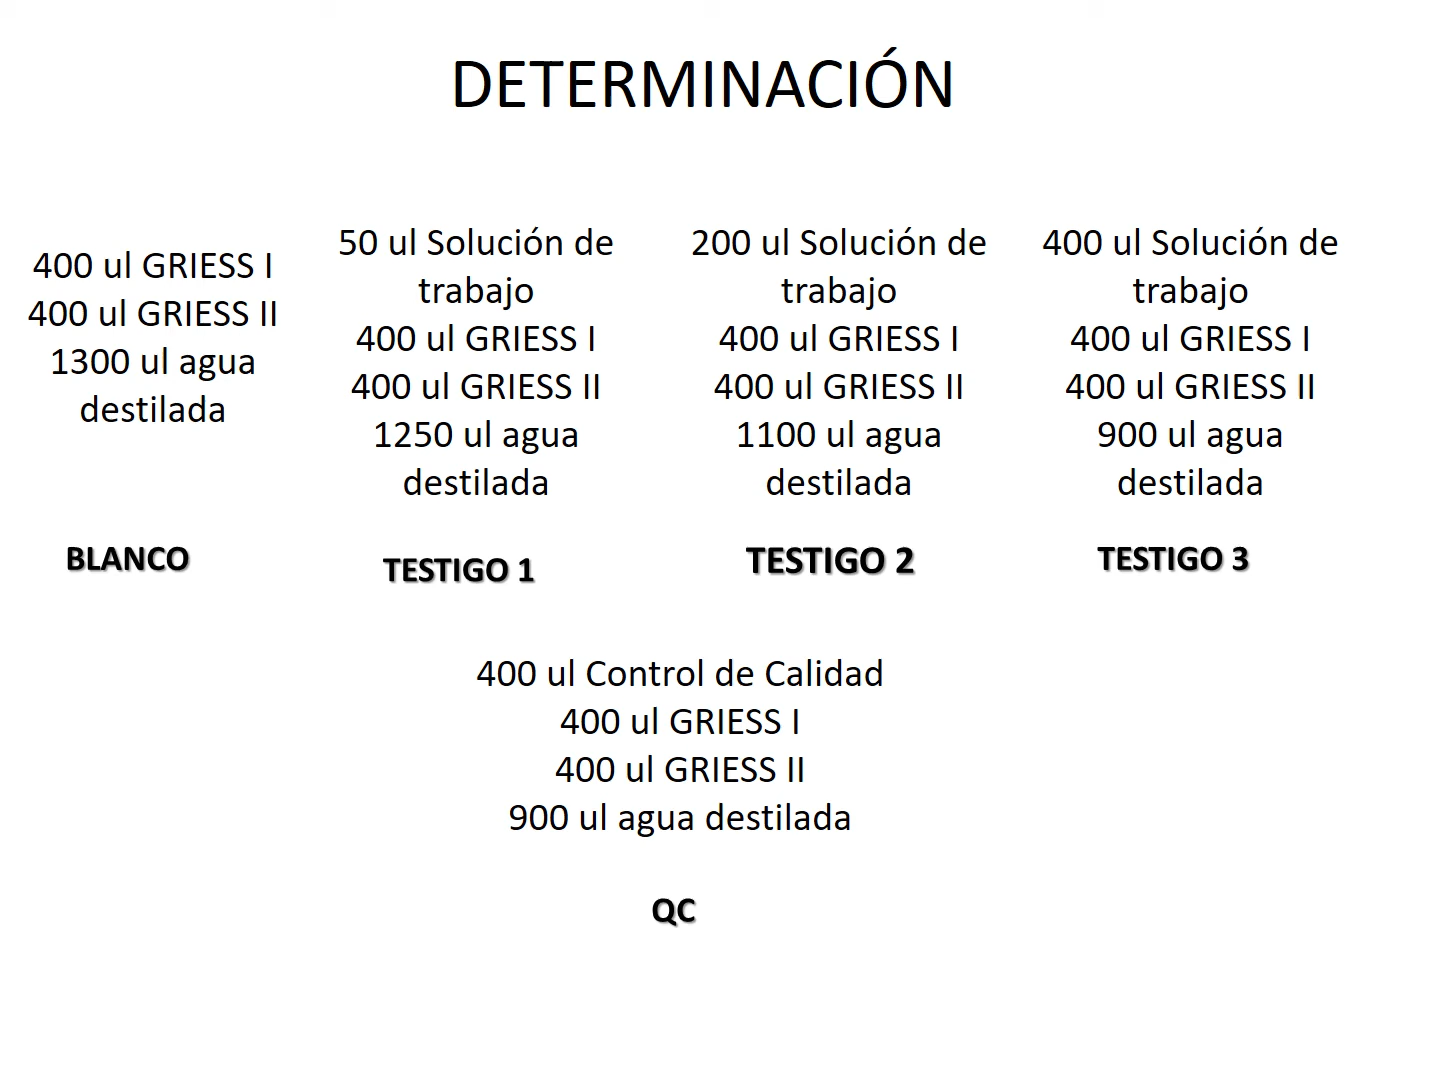 DETERMINACIÓN
400 ul GRIESS I
400 ul GRIESS II
1300 ul agua
destilada
BLANCO
50 ul Solución de
trabajo
400 ul GRIESS I
400 ul GRIESS II
1250 ul agua
destilada
TESTIGO 1
200 ul Solución de
trabajo
400 ul GRIESS I
400 ul GRIESS II
1100 ul agua
destilada
TESTIGO 2
400 ul Solución de
trabajo
400 ul GRIESS I
400 ul GRIESS II
900 ul agua
destilada
TESTIGO 3
400 ul Control de Calidad
400 ul GRIESS I
400 ul GRIESS II
900 ul agua destilada
QC